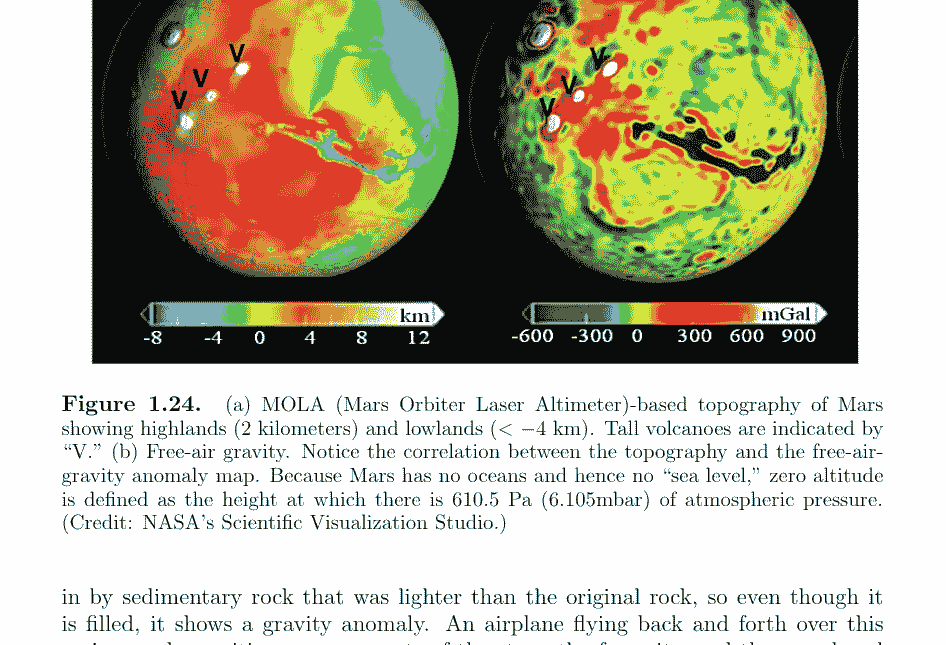 V V
V V
V V
km mGal
-8 -4 0 4 8 12 -600 -300 0 300 600 900
Figure 1.24. (a) MOLA (Mars Orbiter Laser Altimeter)-based topography of Mars
showing highlands (2 kilometers) and lowlands (< −4 km). Tall volcanoes are indicated by
“V.” (b) Free-air gravity. Notice the correlation between the topography and the free-air-
gravity anomaly map. Because Mars has no oceans and hence no “sea level,” zero altitude
is defined as the height at which there is 610.5 Pa (6.105mbar) of atmospheric pressure.
(Credit: NASA’s Scientific Visualization Studio.)
in by sedimentary rock that was lighter than the original rock, so even though it
is filled, it shows a gravity anomaly. An airplane flying back and forth over this